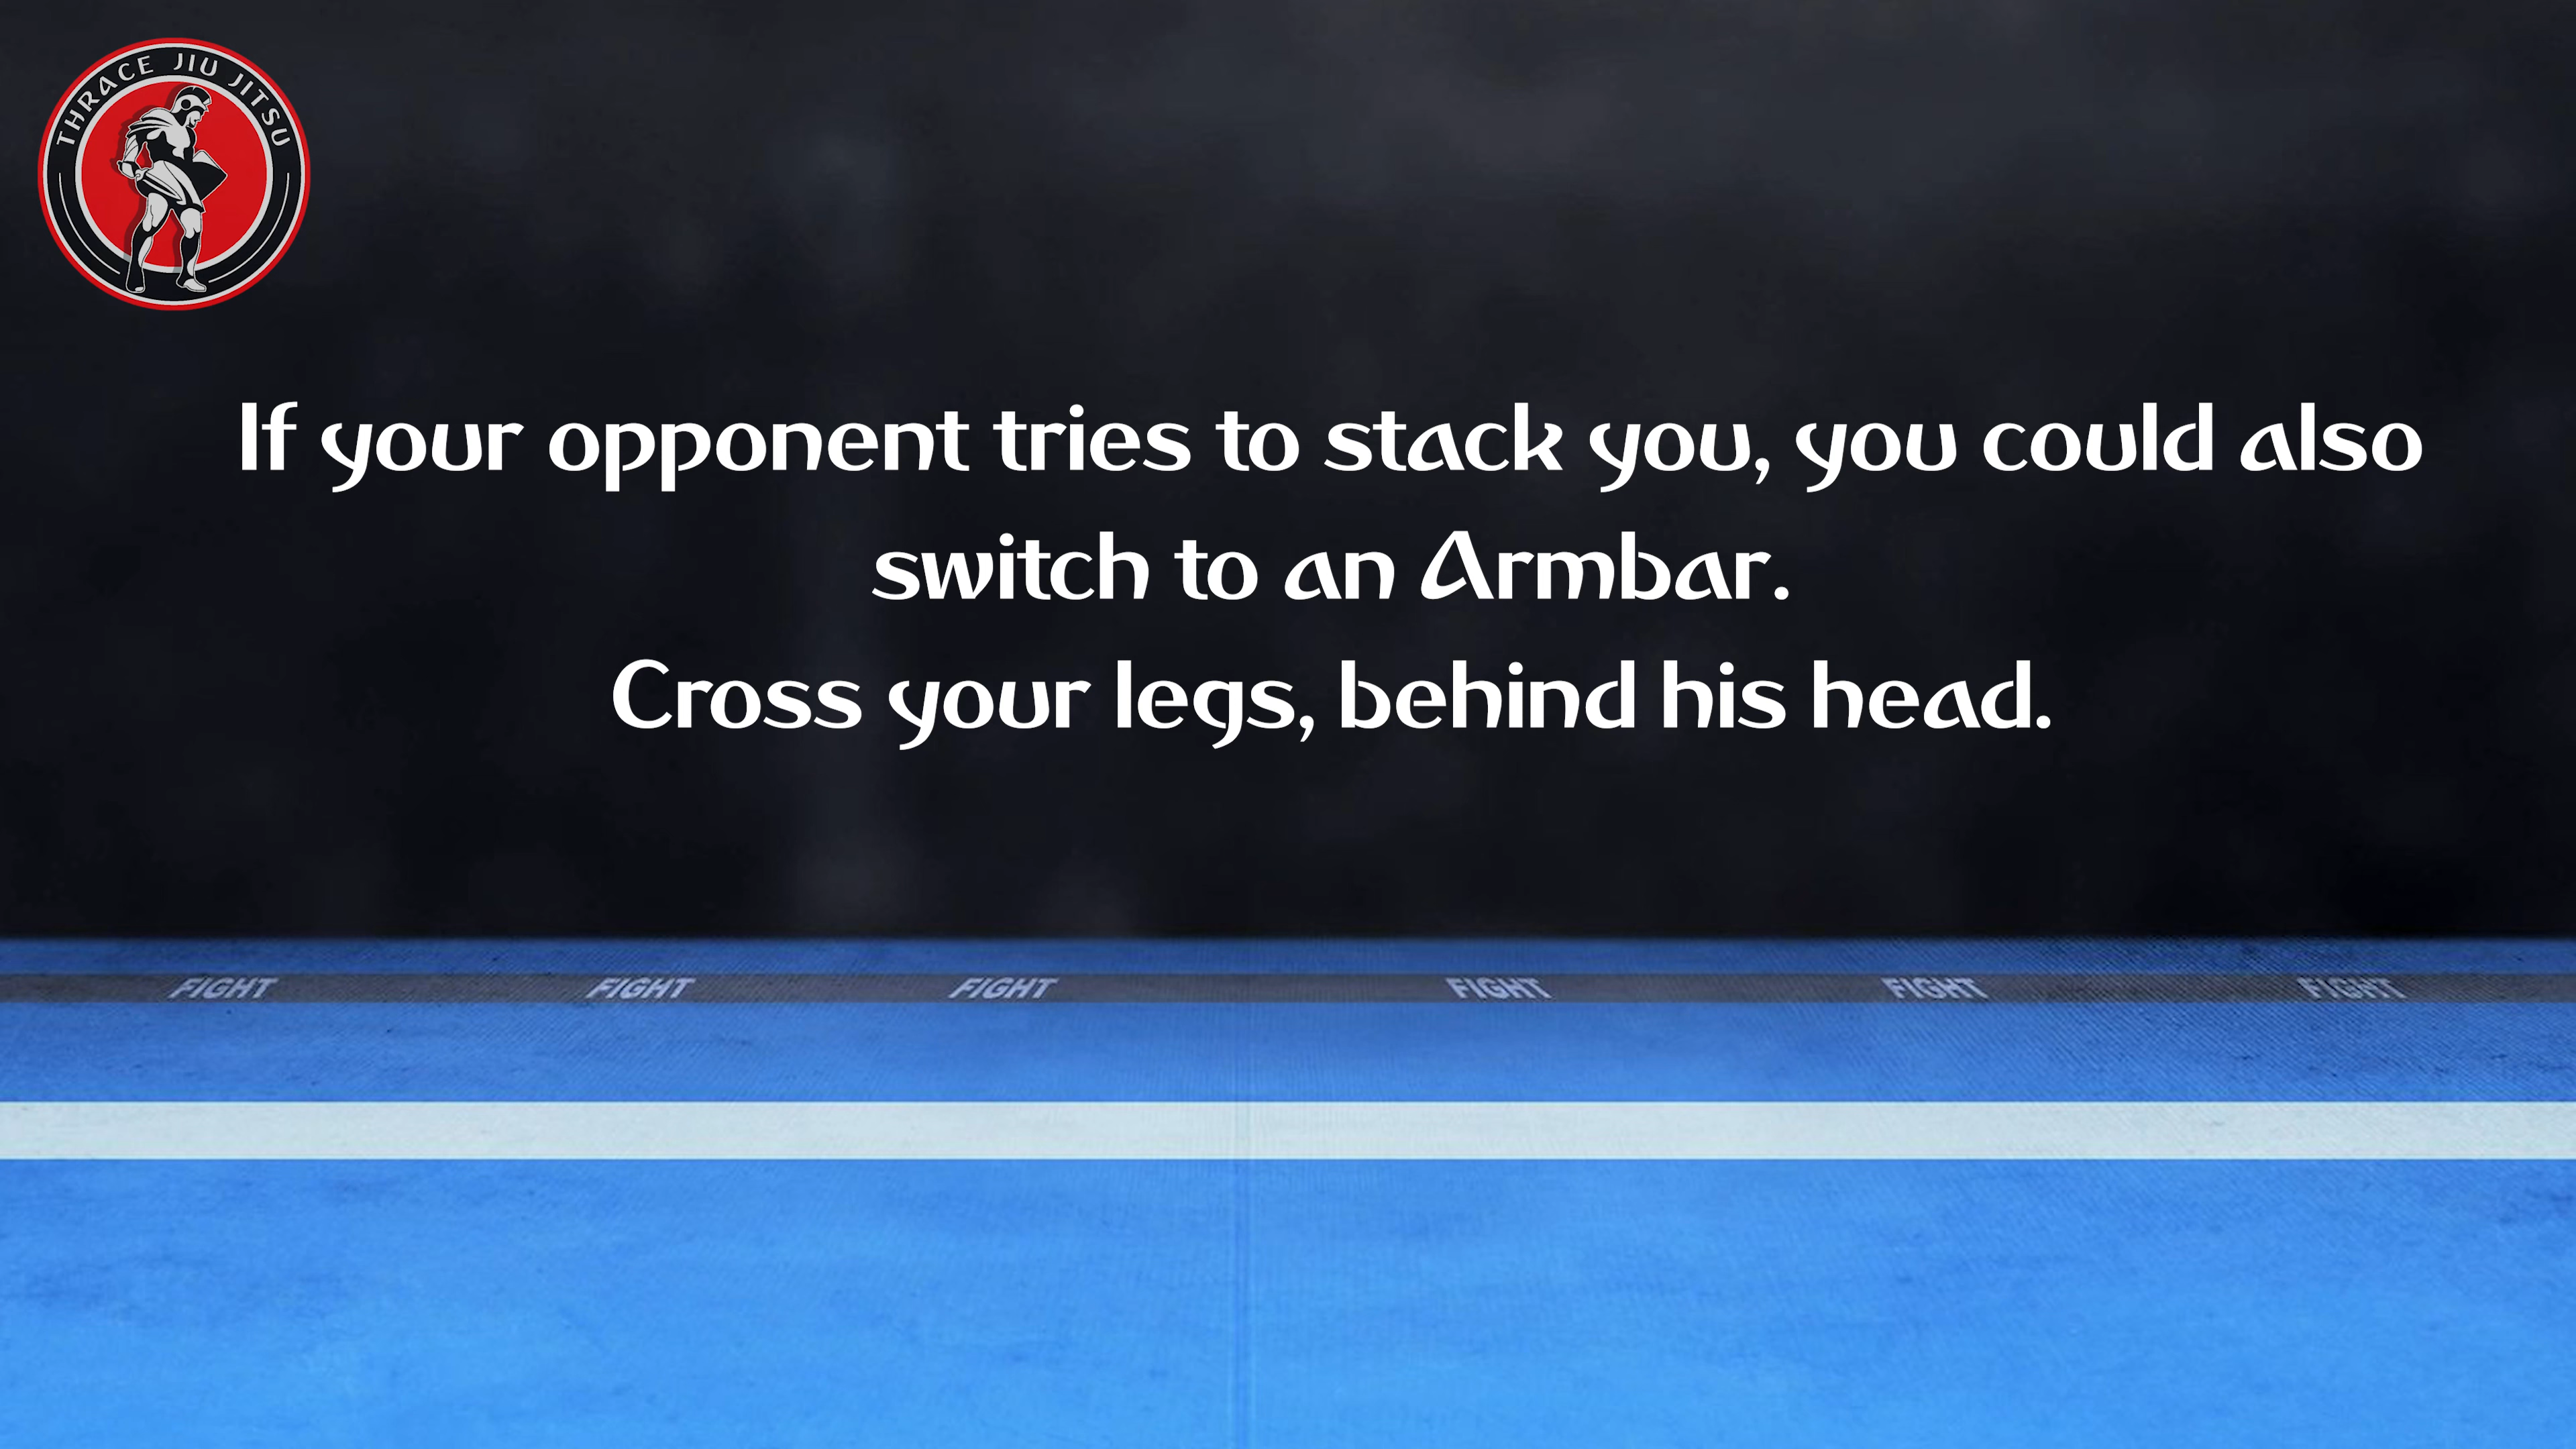 THRACE JIU JITSU
If your opponent tries to stack you, you could also
switch to an Armbar.
Cross your legs, behind his head.
FIGHT FIGHT FIGHT FIGHT FIGHT FIGHT